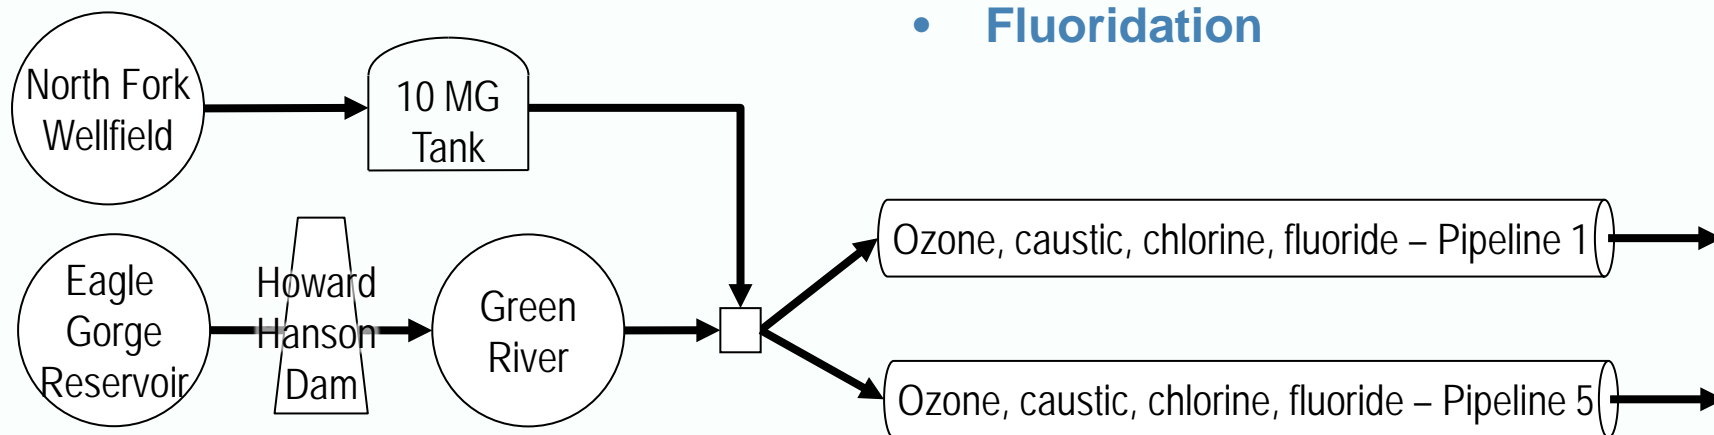 • Fluoridation
North Fork
Wellfield
10 MG
Tank
Eagle
Gorge
Reservoir
Howard
Hanson
Dam
Green
River
Ozone, caustic, chlorine, fluoride – Pipeline 1
Ozone, caustic, chlorine, fluoride – Pipeline 5